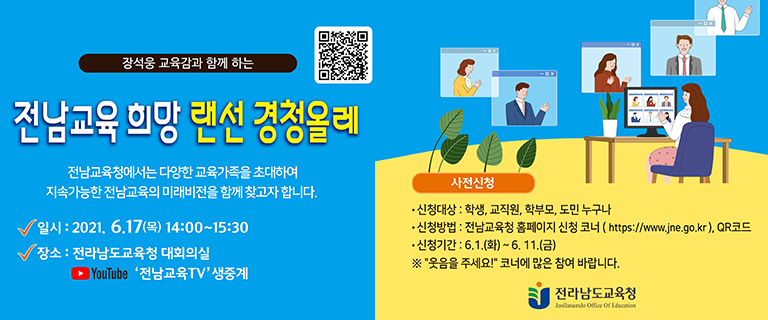 장석웅 교육감과 함께 하는
전남교육 희망 랜선 경청올레
전남교육청에서는 다양한 교육가족을 초대하여
지속가능한 전남교육의 미래비전을 함께 찾고자 합니다.
일시 : 2021. 6.17(목) 14:00~15:30
장소 : 전라남도교육청 대회의실
YouTube '전남교육TV'생중계
사전신청
• 신청대상 : 학생, 교직원, 학부모, 도민 누구나
• 신청방법 : 전남교육청 홈페이지 신청 코너 ( https://www.jne.go.kr ), QR코드
• 신청기간 : 6.1.(화) ~ 6. 11.(금)
※ "웃음을 주세요!" 코너에 많은 참여 바랍니다.
전라남도교육청
Jeollanamdo Office Of Education